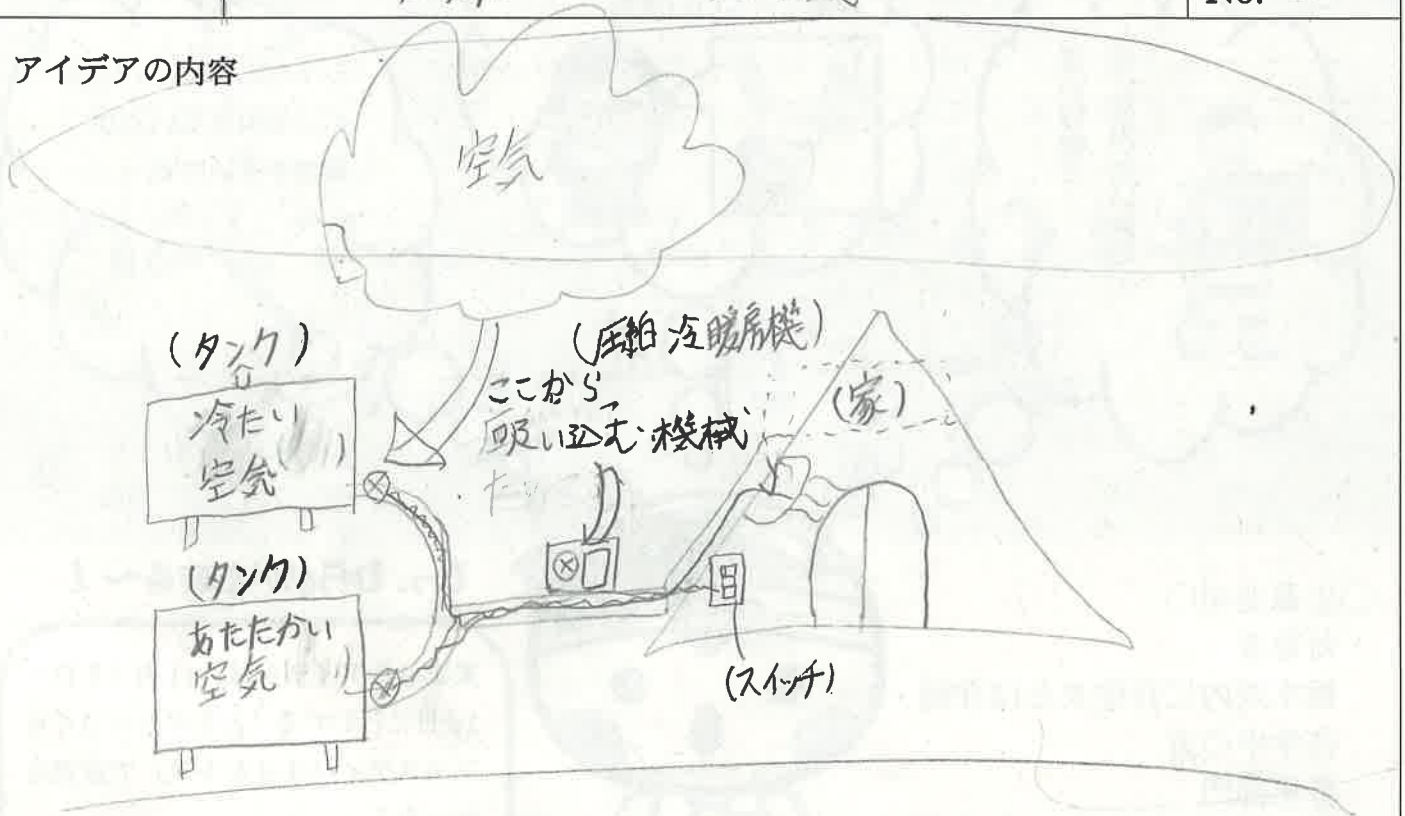 No.
アイデアの内容
空気
(タンク)
冷たい
空気
(圧縮冷暖房機)
ここから
吸い込む機械
(家)
(タンク)
あたたかい
空気
(スイッチ)